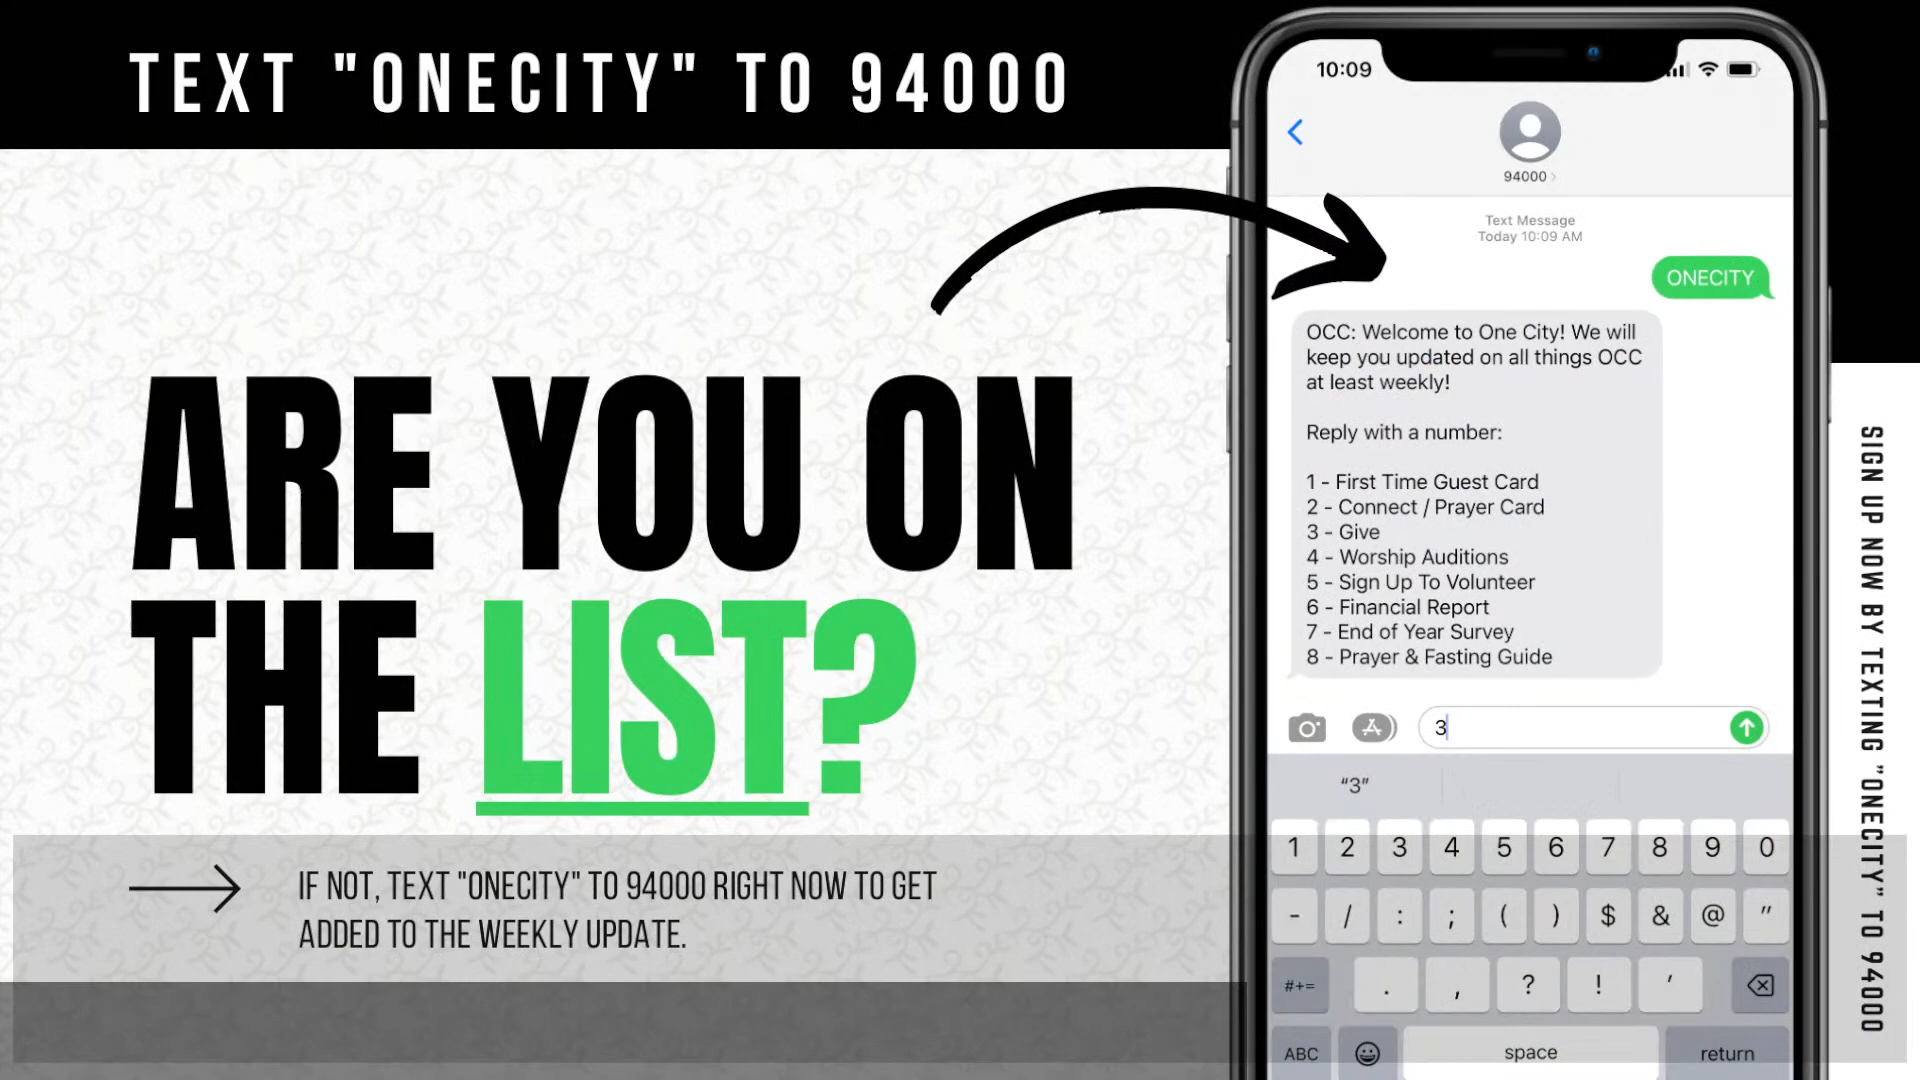 TEXT "ONECITY" TO 94000
ARE YOU ON
THE LIST?
IF NOT, TEXT "ONECITY" TO 94000 RIGHT NOW TO GET
ADDED TO THE WEEKLY UPDATE.
10:09
94000
Text Message
Today 10:09 AM
ONECITY
OCC: Welcome to One City! We will
keep you updated on all things OCC
at least weekly!
Reply with a number:
1 - First Time Guest Card
2 - Connect / Prayer Card
3 - Give
4 - Worship Auditions
5 - Sign Up To Volunteer
6 - Financial Report
7 - End of Year Survey
8 - Prayer & Fasting Guide
3
“3”
1 2 3 4 5 6 7 8 9 0
- / : ; ( ) $ & @ "
#+= . , ? ! '
ABC space return
SIGN UP NOW BY TEXTING "ONECITY" TO 94000